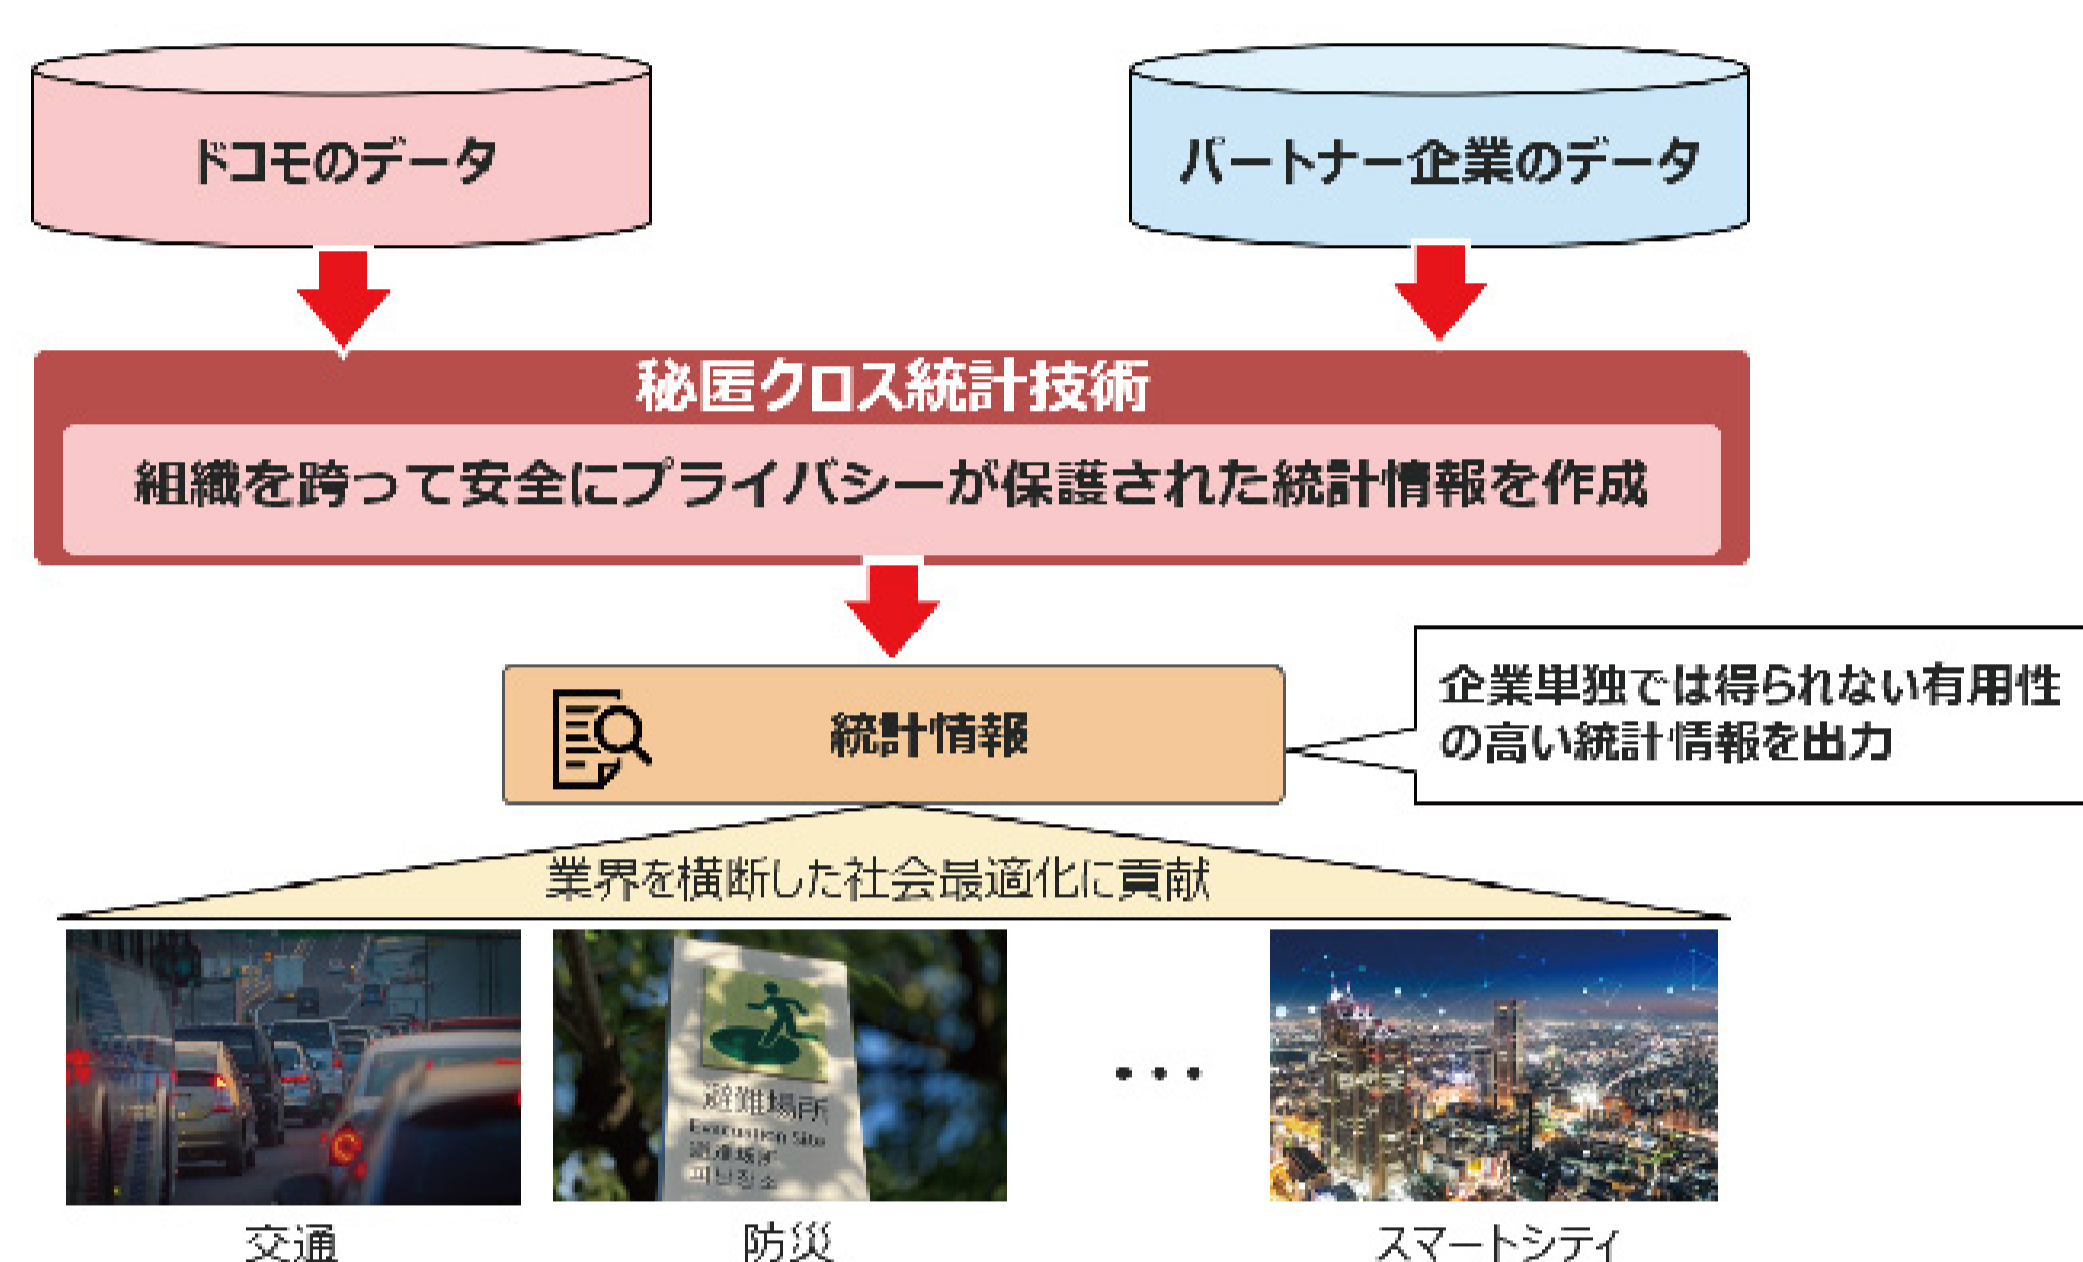 ドコモのデータ
パートナー企業のデータ
秘匿クロス統計技術
組織を跨って安全にプライバシーが保護された統計情報を作成
統計情報
企業単独では得られない有用性
の高い統計情報を出力
業界を横断した社会最適化に貢献
避難場所
Evacuation Site
...
交通
防災
スマートシティ